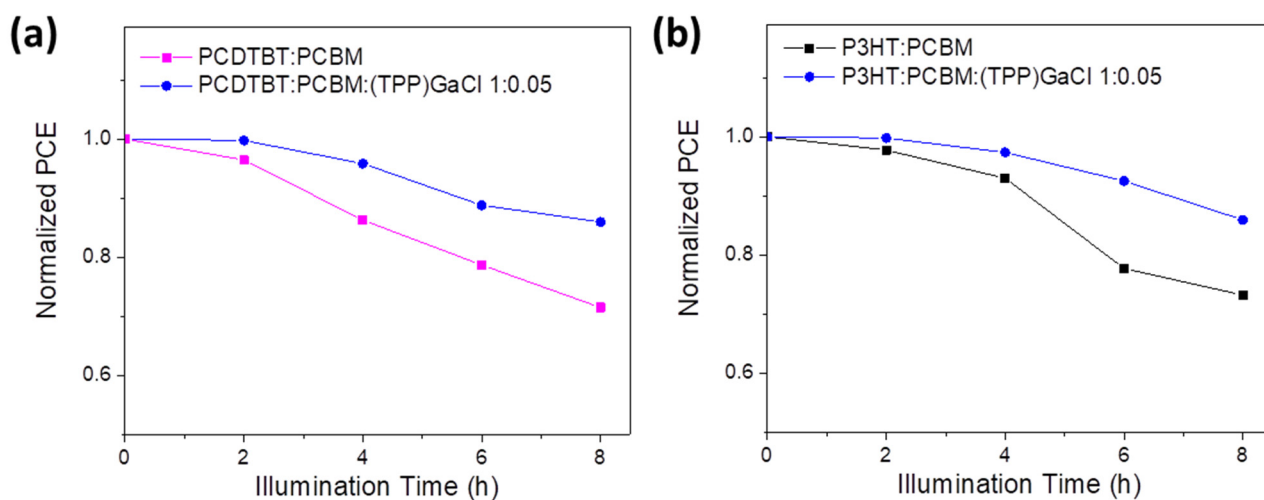 (a)
PCDTBT:PCBM
PCDTBT:PCBM:(TPP)GaCl 1:0.05
1.0
0.8
0.6
Normalized PCE
0
2
4
6
8
Illumination Time (h)
(b)
P3HT:PCBM
P3HT:PCBM:(TPP)GaCl 1:0.05
1.0
0.8
0.6
Normalized PCE
0
2
4
6
8
Illumination Time (h)